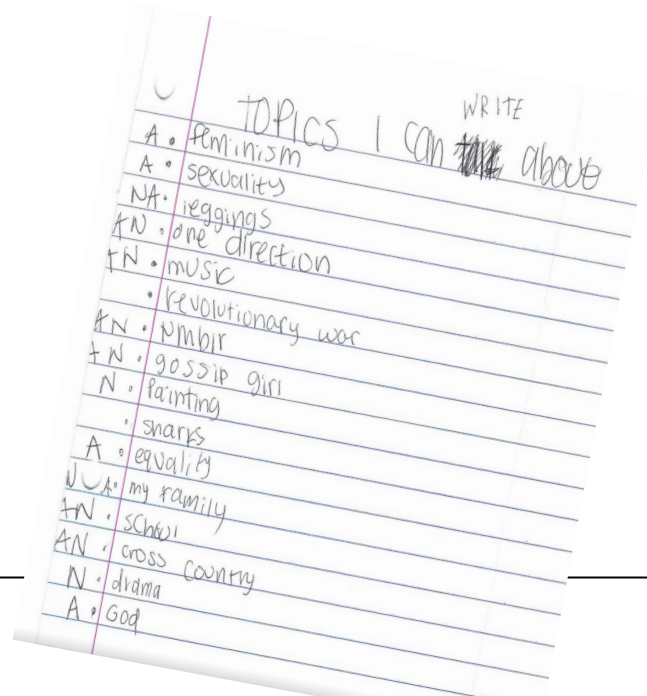 TOPICS I can WRITE about
A • feminism
A • sexuality
NA • leggings
AN • one direction
AN • music
• revolutionary war
AN •
AN • gossip girl
N • painting
• sharks
A • equality
N A • my family
AN • school
AN • cross country
N • drama
A • God